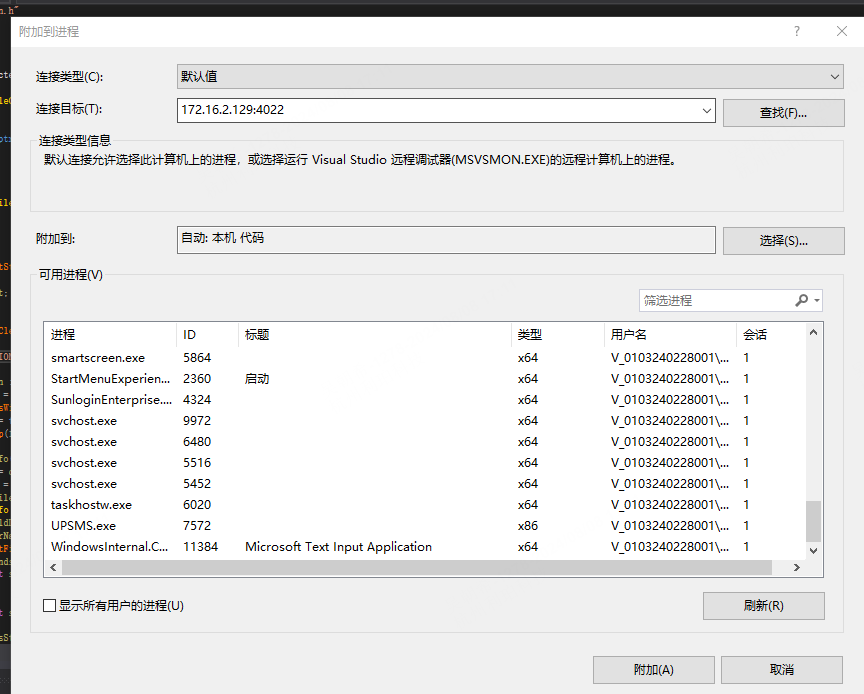 附加到进程
?
连接类型(C):
默认值
连接目标(T):
172.16.2.129:4022
查找(F)...
连接类型信息
默认连接允许选择此计算机上的进程，或选择运行 Visual Studio 远程调试器(MSVSMON.EXE)的远程计算机上的进程。
附加到:
自动: 本机 代码
选择(S)...
可用进程(V)
筛选进程
进程 ID 标题 类型 用户名 会话
smartscreen.exe 5864 x64 V_0103240228001\... 1
StartMenuExperien... 2360 启动 x64 V_0103240228001\... 1
SunloginEnterprise.... 4324 x64 V_0103240228001\... 1
svchost.exe 9972 x64 V_0103240228001\... 1
svchost.exe 6480 x64 V_0103240228001\... 1
svchost.exe 5516 x64 V_0103240228001\... 1
svchost.exe 5452 x64 V_0103240228001\... 1
taskhostw.exe 6020 x64 V_0103240228001\... 1
UPSMS.exe 7572 x86 V_0103240228001\... 1
WindowsInternal.C... 11384 Microsoft Text Input Application x64 V_0103240228001\... 1
显示所有用户的进程(U)
刷新(R)
附加(A)
取消